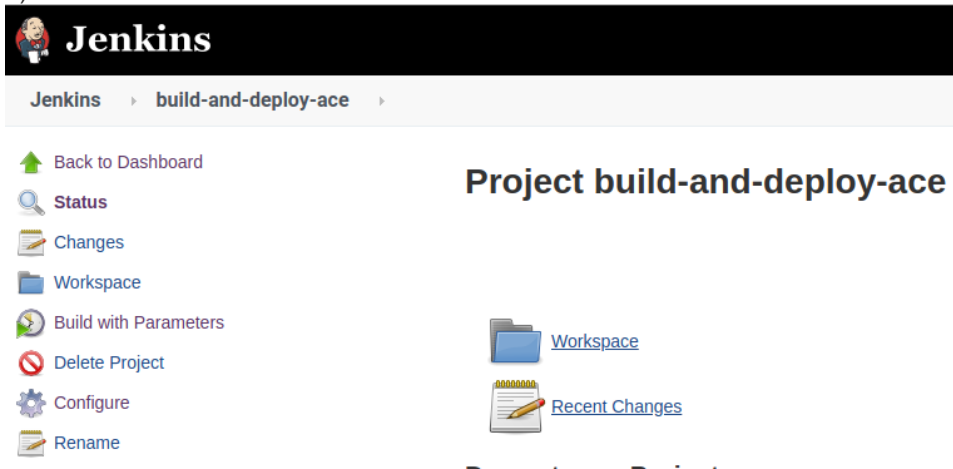 Jenkins
Jenkins build-and-deploy-ace
Back to Dashboard
Status
Changes
Workspace
Build with Parameters
Delete Project
Configure
Rename
Project build-and-deploy-ace
Workspace
Recent Changes